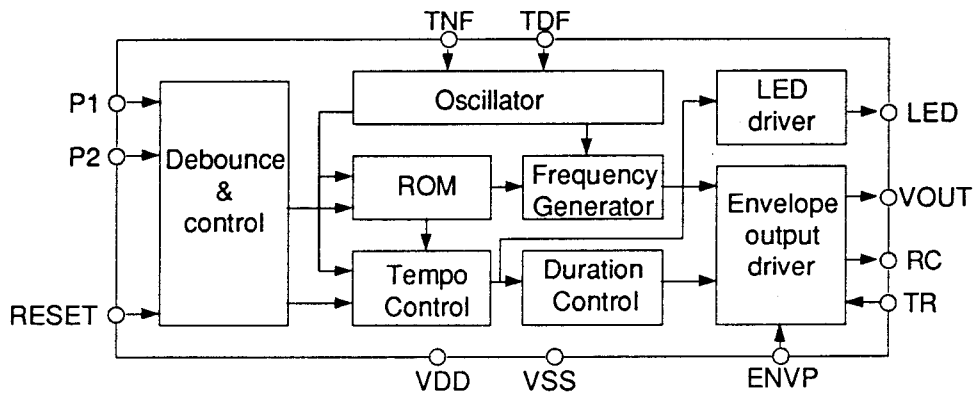 TNF
TDF
P1
P2
RESET
Debounce
&
control
Oscillator
ROM
Frequency
Generator
Tempo
Control
Duration
Control
LED
driver
Envelope
output
driver
LED
VOUT
RC
TR
VDD
VSS
ENVP